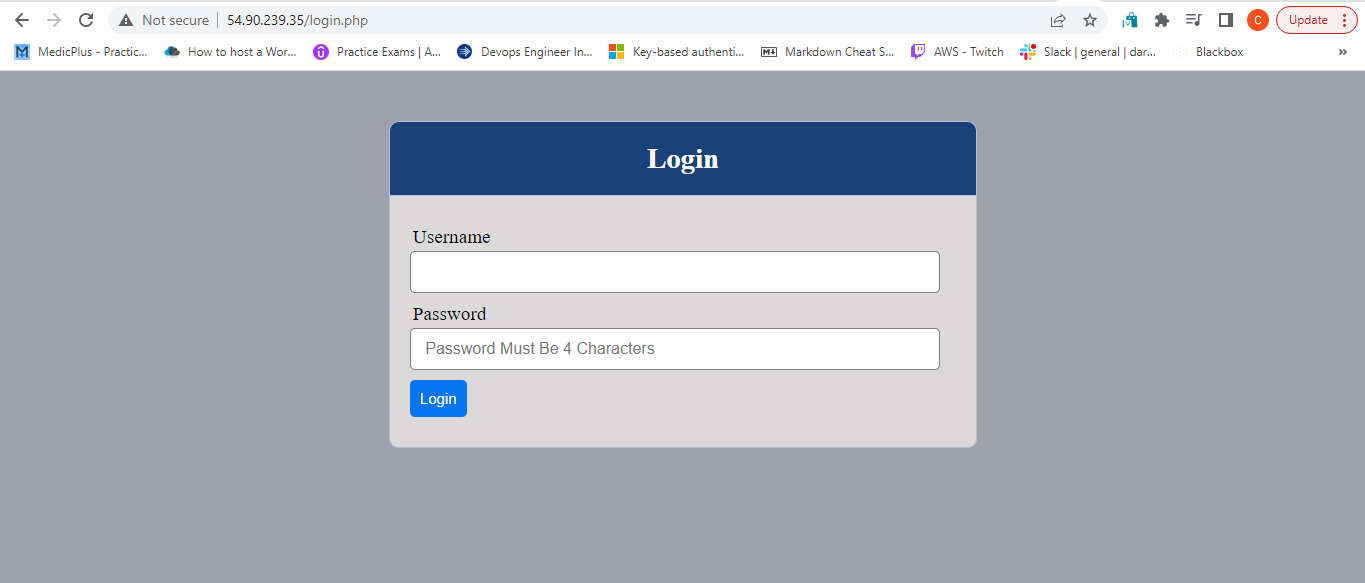 Not secure 54.90.239.35/login.php C Update
MedicPlus - Practic... How to host a Wor... Practice Exams | A... Devops Engineer In... Key-based authenti... Markdown Cheat S... AWS - Twitch Slack | general | dar... Blackbox »
Login
Username
Password
Password Must Be 4 Characters
Login